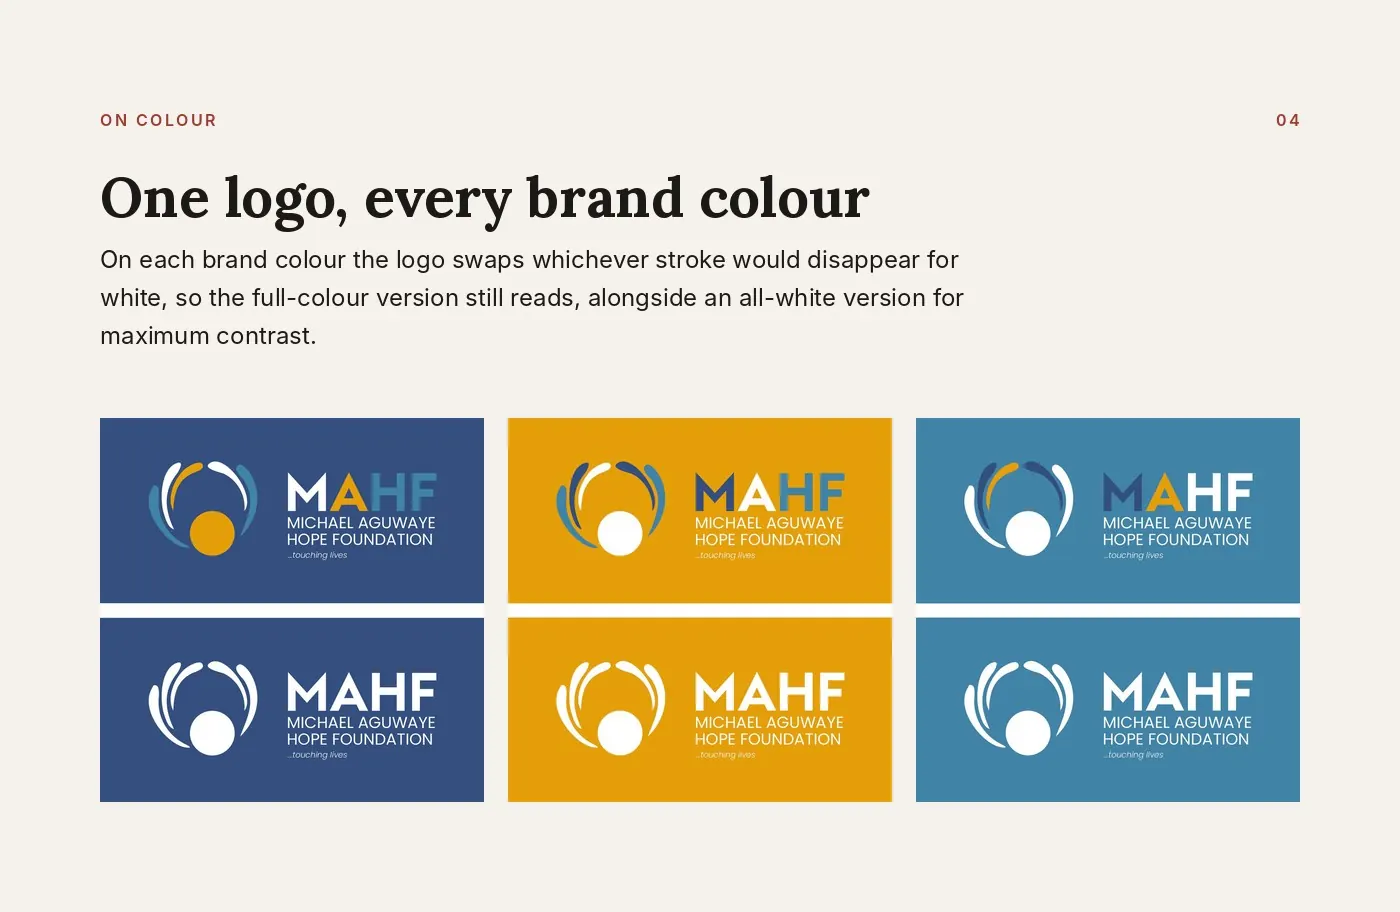 ON COLOUR
04
One logo, every brand colour
On each brand colour the logo swaps whichever stroke would disappear for
white, so the full-colour version still reads, alongside an all-white version for
maximum contrast.
MAHF
MICHAEL AGUWAYE
HOPE FOUNDATION
...touching lives
MAHF
MICHAEL AGUWAYE
HOPE FOUNDATION
...touching lives
MAHF
MICHAEL AGUWAYE
HOPE FOUNDATION
...touching lives
MAHF
MICHAEL AGUWAYE
HOPE FOUNDATION
...touching lives
MAHF
MICHAEL AGUWAYE
HOPE FOUNDATION
...touching lives
MAHF
MICHAEL AGUWAYE
HOPE FOUNDATION
...touching lives